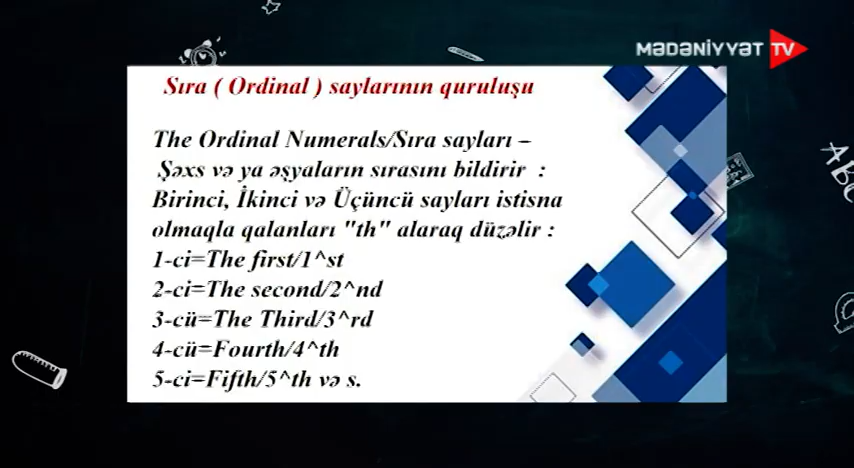 MƏDƏNİYYƏT TV
Sıra ( Ordinal ) saylarının quruluşu
The Ordinal Numerals/Sıra sayları –
Şəxs və ya əşyaların sırasını bildirir :
Birinci, İkinci və Üçüncü sayları istisna
olmaqla qalanları "th" alaraq düzəlir :
1-ci=The first/1^st
2-ci=The second/2^nd
3-cü=The Third/3^rd
4-cü=Fourth/4^th
5-ci=Fifth/5^th və s.
ABC